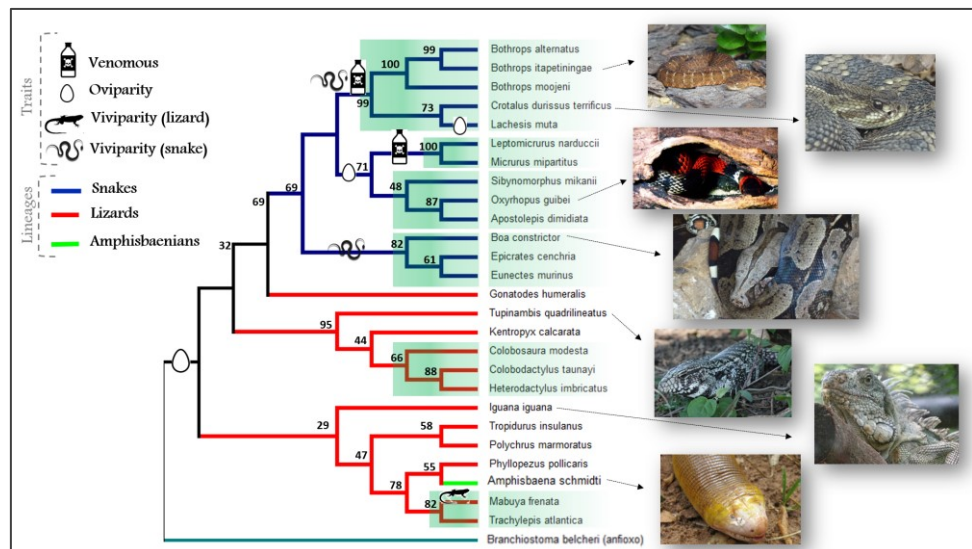 Traits
Venomous
Oviparity
Viviparity (lizard)
Viviparity (snake)
Lineages
Snakes
Lizards
Amphisbaenians
99
100
99
73
100
71
48
87
69
82
61
69
32
95
44
66
88
29
58
47
55
78
82
Bothrops alternatus
Bothrops itapetiningae
Bothrops moojeni
Crotalus durissus terrificus
Lachesis muta
Leptomicrurus narduccii
Micrurus mipartitus
Sibynomorphus mikanii
Oxyrhopus guibei
Apostolepis dimidiata
Boa constrictor
Epicrates cenchria
Eunectes murinus
Gonatodes humeralis
Tupinambis quadrilineatus
Kentropyx calcarata
Colobosaura modesta
Colobodactylus taunayi
Heterodactylus imbricatus
Iguana iguana
Tropidurus insulanus
Polychrus marmoratus
Phyllopezus pollicaris
Amphisbaena schmidti
Mabuya frenata
Trachylepis atlantica
Branchiostoma belcheri (anfioxo)